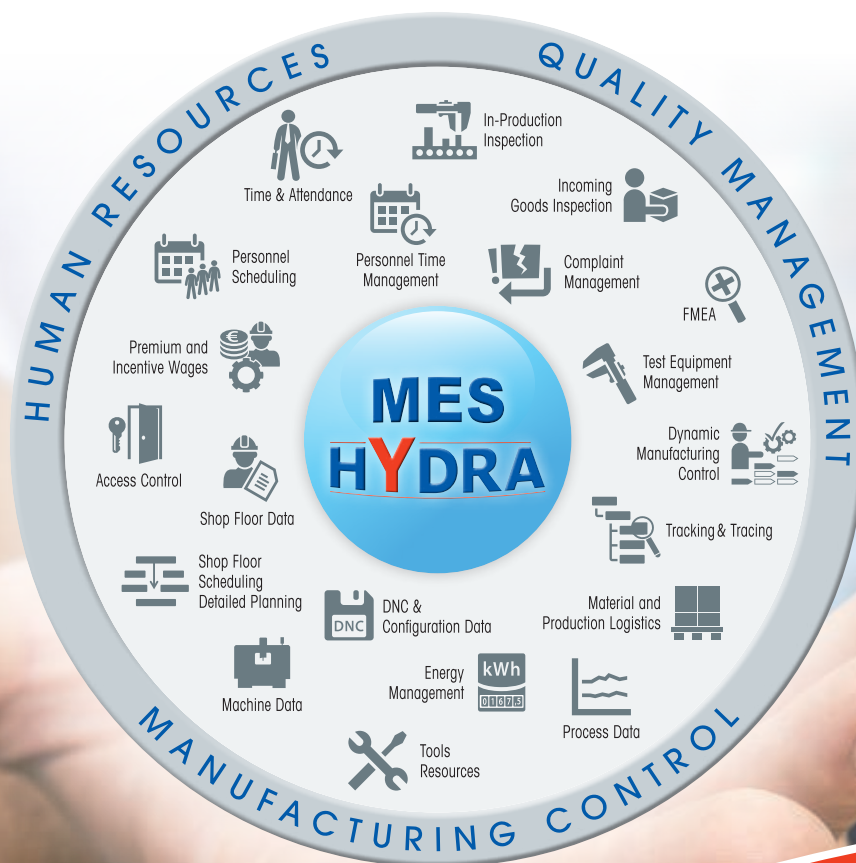 HUMAN RESOURCES
QUALITY MANAGEMENT
In-Production
Inspection
Time & Attendance
Incoming
Goods Inspection
Personnel
Scheduling
Personnel Time
Management
Complaint
Management
FMEA
Premium and
Incentive Wages
Test Equipment
Management
MES
HYDRA
Access Control
Dynamic
Manufacturing
Control
Shop Floor Data
Tracking & Tracing
Shop Floor
Scheduling
Detailed Planning
DNC
DNC &
Configuration Data
Material and
Production Logistics
Machine Data
Energy
Management
kWh
0167.3
Process Data
Tools
Resources
MANUFACTURING CONTROL